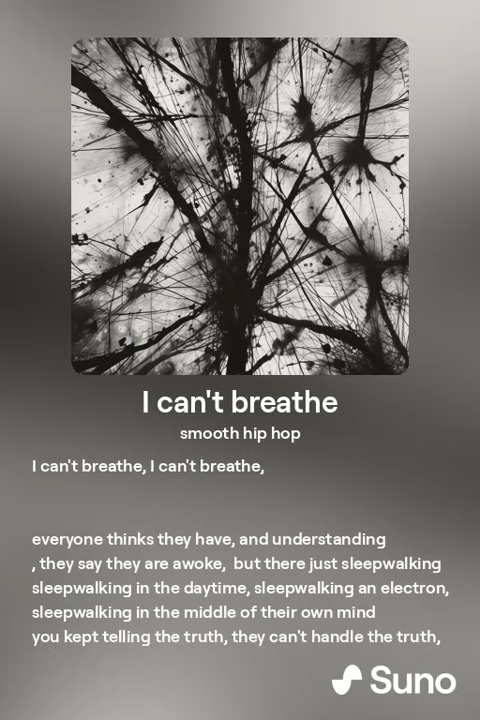 I can't breathe
smooth hip hop
I can't breathe, I can't breathe,
everyone thinks they have, and understanding
, they say they are awoke,  but there just sleepwalking
sleepwalking in the daytime, sleepwalking an electron,
sleepwalking in the middle of their own mind
you kept telling the truth, they can't handle the truth,
Suno